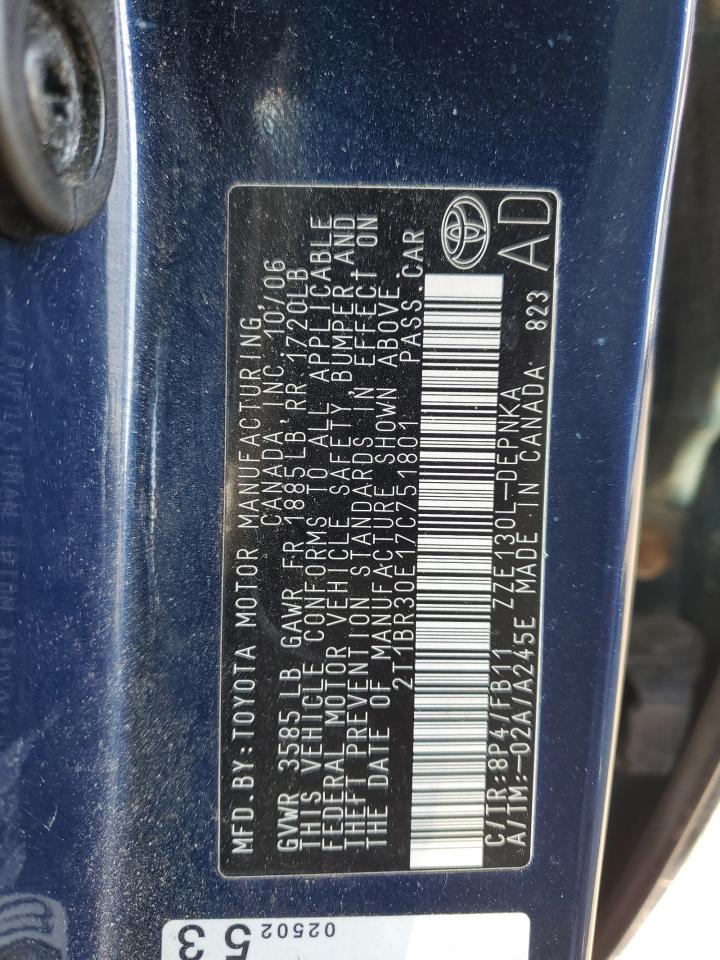 MFD.BY:TOYOTA MOTOR MANUFACTURING
CANADA INC. 10/06
GVWR 3585 LB GAWR FR 1885LB, RR 1720LB
THIS VEHICLE CONFORMS TO ALL APPLICABLE
FEDERAL MOTOR VEHICLE SAFETY BUMPER, AND
THEFT PREVENTION STANDARDS IN EFFECT ON
THE DATE OF MANUFACTURE SHOWN ABOVE
2T1BR30E17C751801 PASS.CAR
C/TR:8P4/FB11 ZZE130L-DEPNKA
A/TM:-02A/A245E MADE IN CANADA 823
AD
02502
53